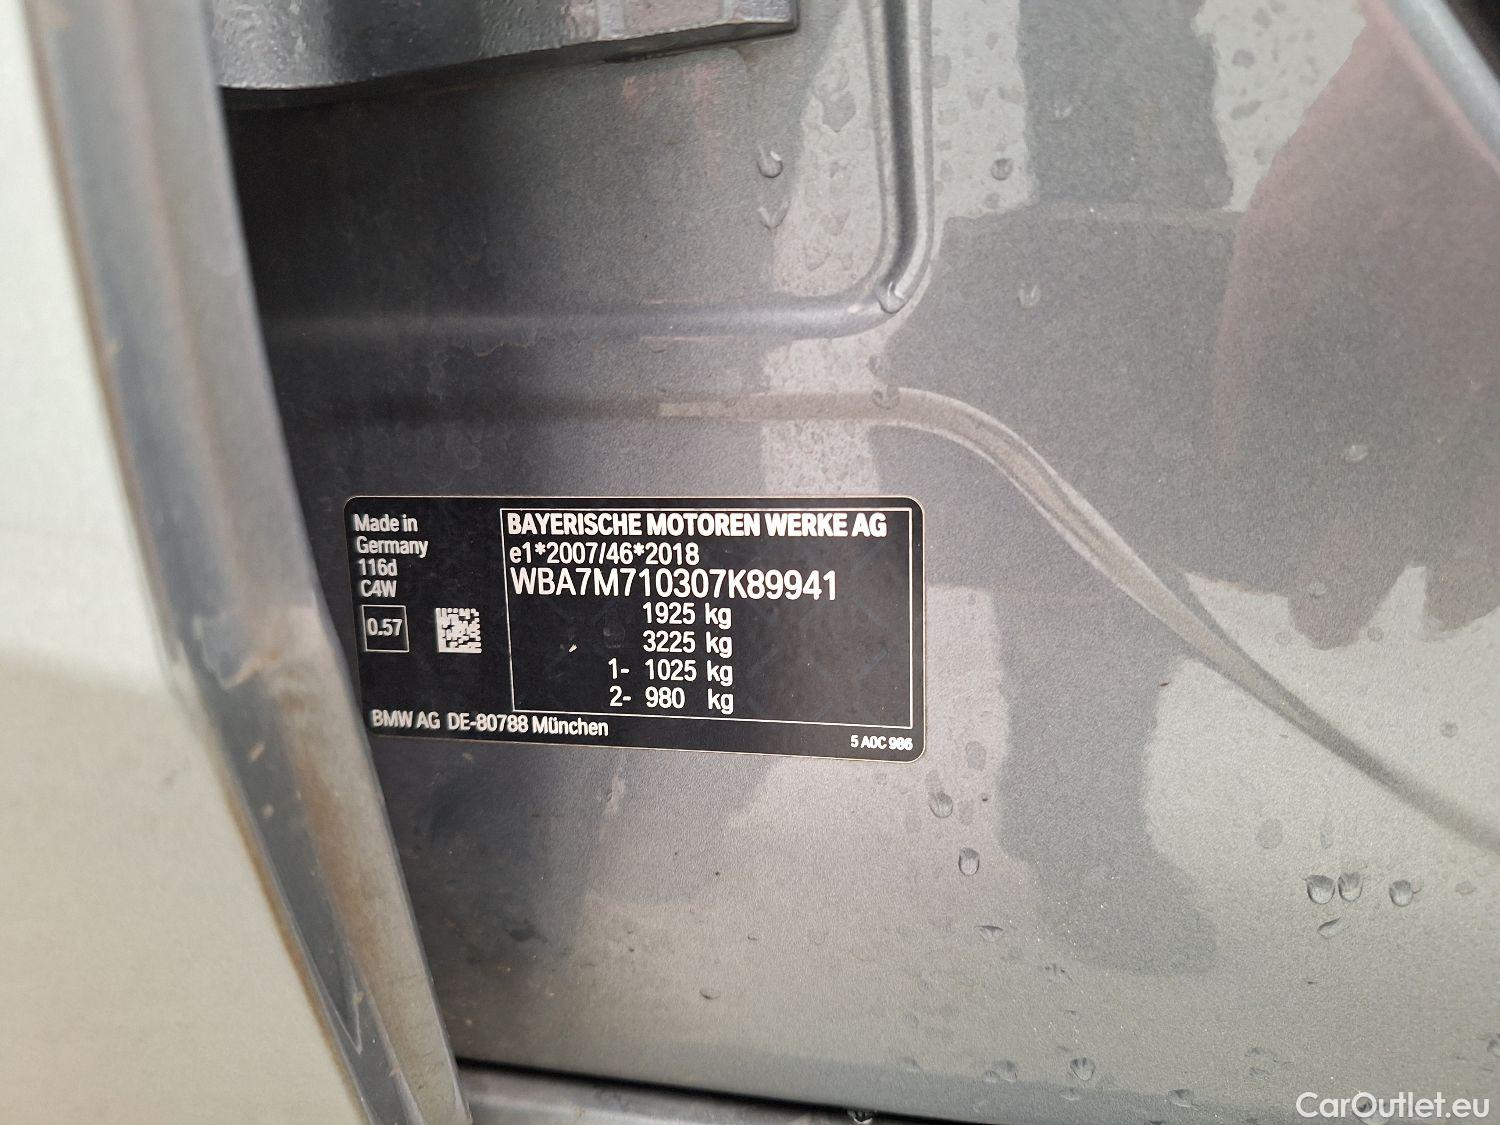 Made in
Germany
116d
C4W
0.57
BAYERISCHE MOTOREN WERKE AG
e1*2007/46*2018
WBA7M710307K89941
1925 kg
3225 kg
1- 1025 kg
2- 980 kg
BMW AG DE-80788 München
5 A0C 986
CarOutlet.eu